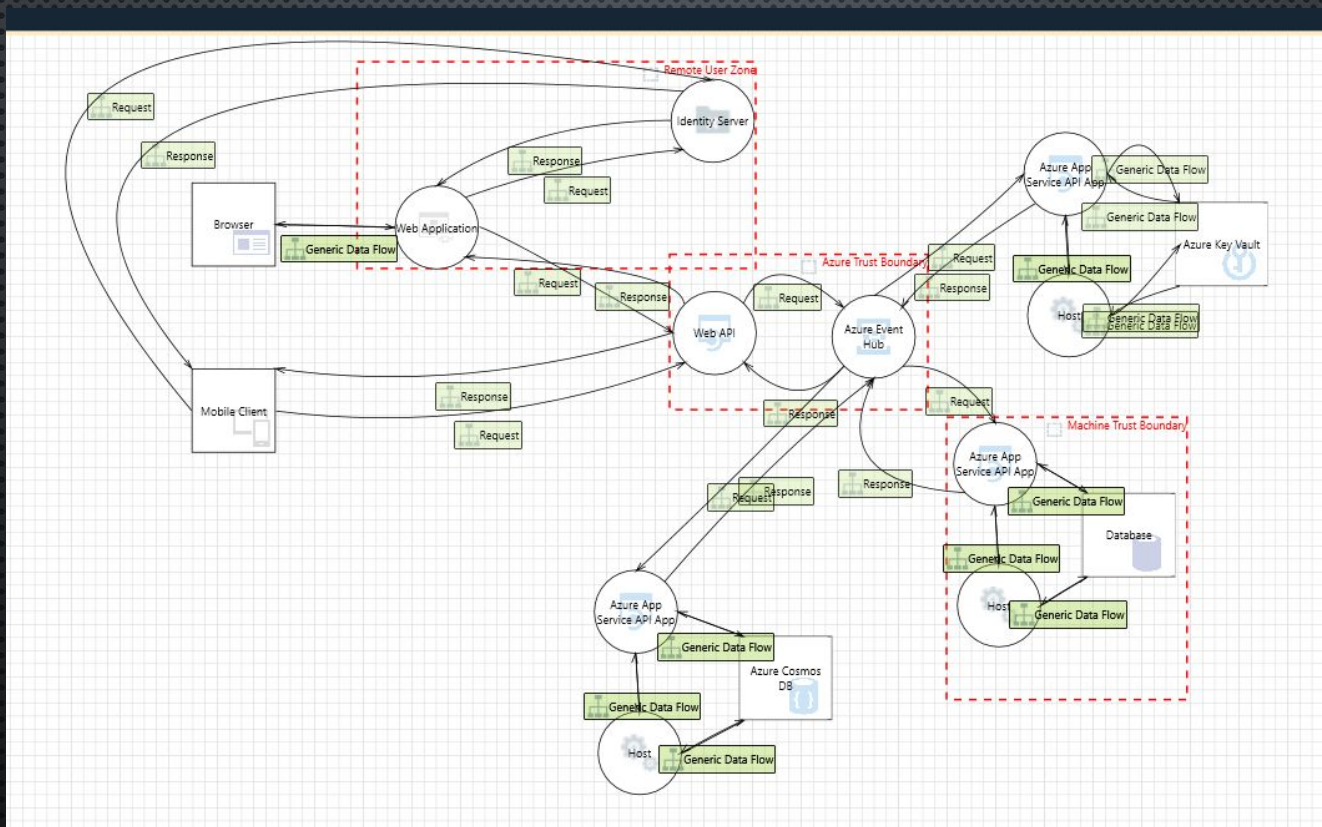 Remote User Zone
Request
Identity Server
Response
Response
Request
Browser
Web Application
Generic Data Flow
Azure App
Service API App
Generic Data Flow
Generic Data Flow
Azure Key Vault
Azure Trust Boundary
Request
Generic Data Flow
Request
Response
Request
Response
Web API
Azure Event
Hub
Host
Generic Data Flow
Generic Data Flow
Mobile Client
Response
Request
Response
Request
Machine Trust Boundary
Azure App
Service API App
Request
Response
Response
Generic Data Flow
Database
Generic Data Flow
Host
Generic Data Flow
Azure App
Service API App
Generic Data Flow
Azure Cosmos
DB
Generic Data Flow
Host
Generic Data Flow